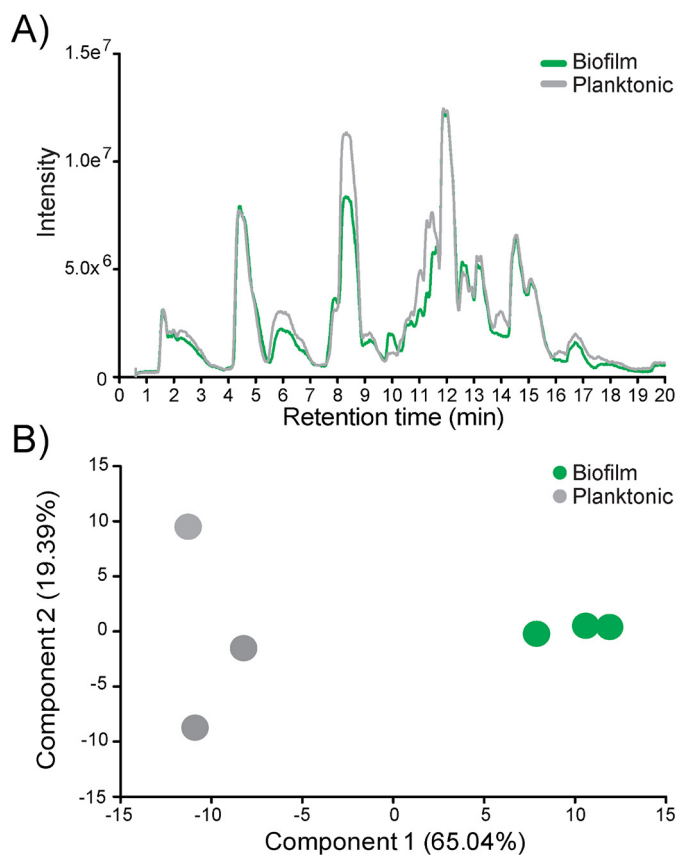 A)
1.5e⁷
1.0e⁷
5.0x⁶
0
Intensity
Biofilm
Planktonic
0 1 2 3 4 5 6 7 8 9 10 11 12 13 14 15 16 17 18 19 20
Retention time (min)
B)
15
10
5
0
-5
-10
-15
Component 2 (19.39%)
Biofilm
Planktonic
-15 -10 -5 0 5 10 15
Component 1 (65.04%)